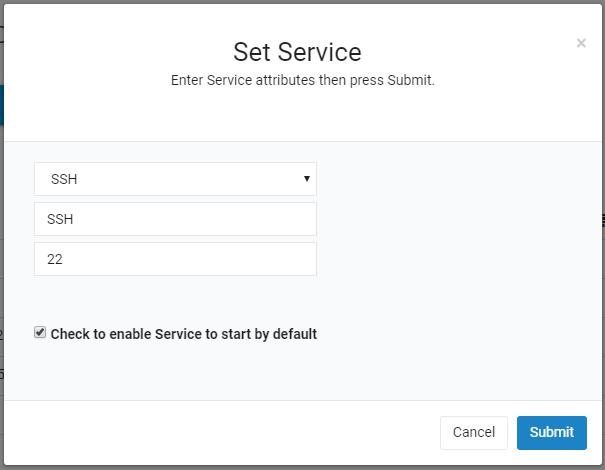 Set Service
×
Enter Service attributes then press Submit.
SSH
SSH
22
Check to enable Service to start by default
Cancel
Submit